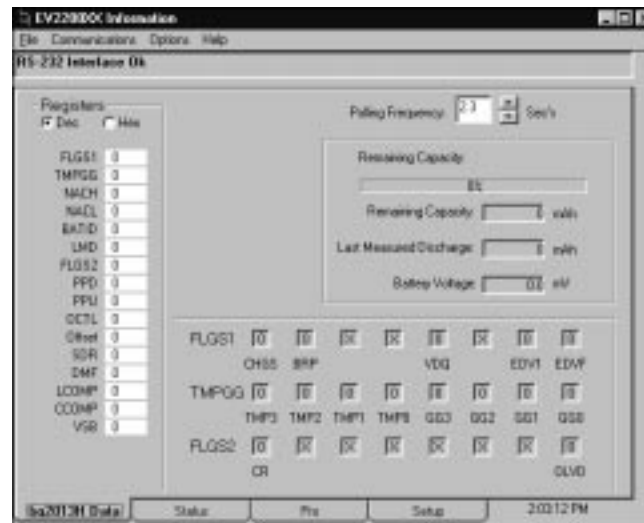 EV2200XX Information
File Communications Options Help
RS-232 Interface Ok
Registers
Dec Hex
Polling Frequency: 2.3 Sec's
FLGS1 0
TMPGG 0
NACH 0
NACL 0
BATID 0
LMD 0
FLGS2 0
PPD 0
PPU 0
OCTL 0
Offset 0
SDR 0
DMF 0
LCOMP 0
CCOMP 0
VSB 0
Remaining Capacity
0%
Remaining Capacity: 0 mAh
Last Measured Discharge: 0 mAh
Battery Voltage: 0.0 mV
FLGS1 0 0 X X 0 X 0 0
CHGS BRP VDQ EDV1 EDVF
TMPGG 0 0 0 0 0 0 0 0
TMP3 TMP2 TMP1 TMP0 GG3 GG2 GG1 GG0
FLGS2 0 X X X X X X 0
CR OLVD
bq2013H Data Status Pro Setup 2:03:12 PM